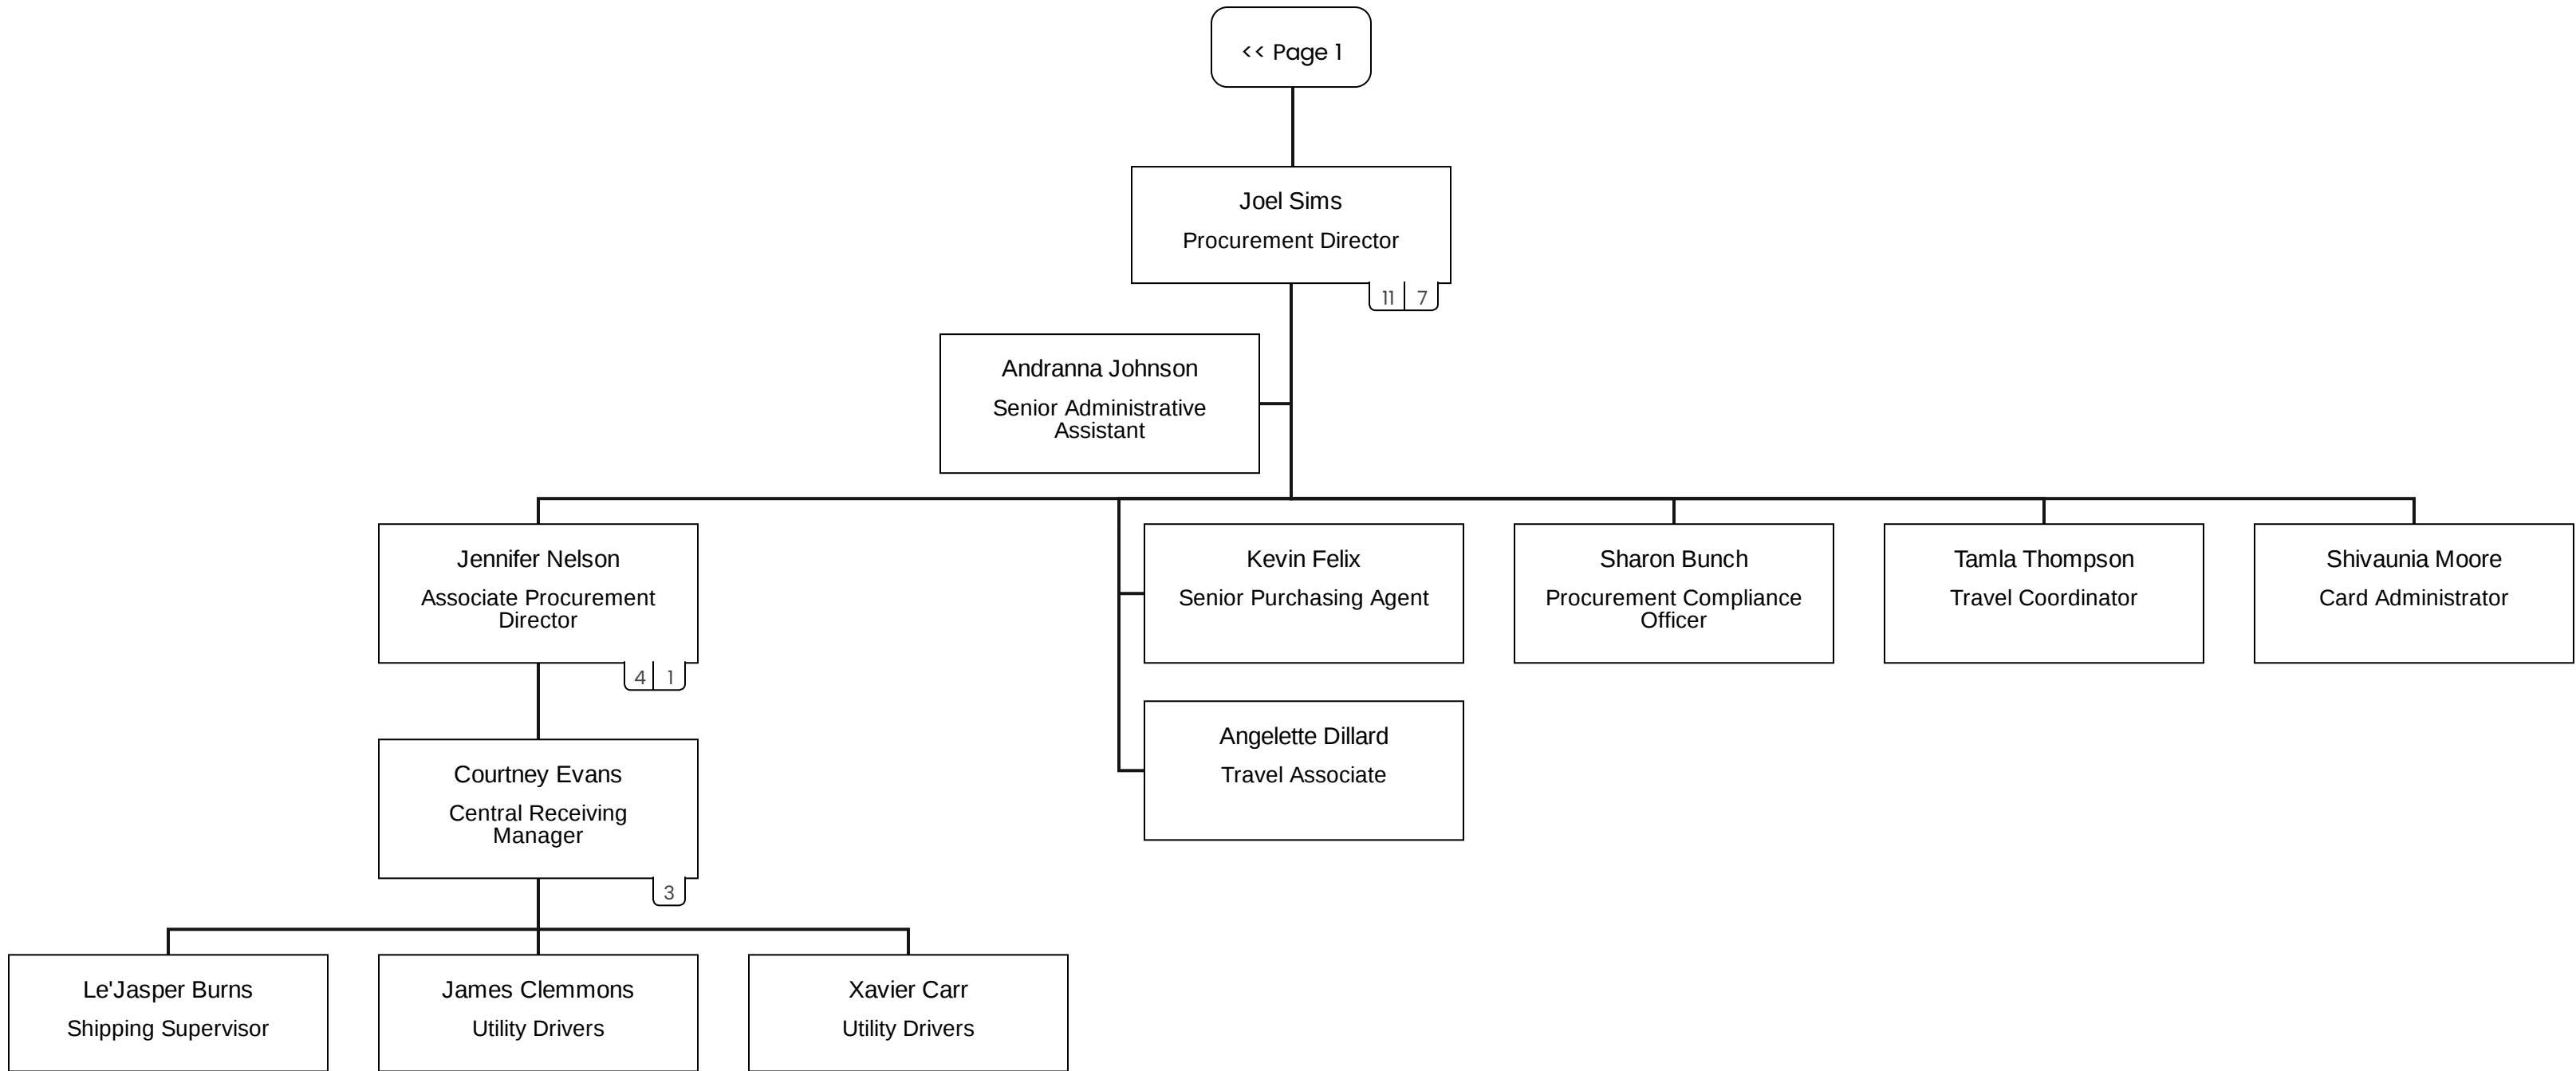 << Page 1
Joel Sims
Procurement Director
11 7
Andranna Johnson
Senior Administrative
Assistant
Jennifer Nelson
Associate Procurement
Director
4 1
Kevin Felix
Senior Purchasing Agent
Sharon Bunch
Procurement Compliance
Officer
Tamla Thompson
Travel Coordinator
Shivaunia Moore
Card Administrator
Courtney Evans
Central Receiving
Manager
3
Angelette Dillard
Travel Associate
Le'Jasper Burns
Shipping Supervisor
James Clemmons
Utility Drivers
Xavier Carr
Utility Drivers